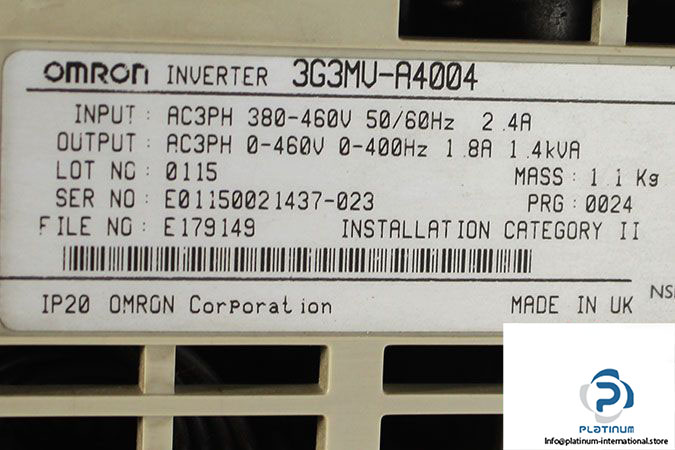 OMRON INVERTER 3G3MV-A4004
INPUT : AC3PH 380-460V 50/60Hz 2.4A
OUTPUT : AC3PH 0-460V 0-400Hz 1.8A 1.4kVA
LOT NO : 0115 MASS : 1.1 Kg
SER NO : E01150021437-023 PRG : 0024
FILE NO : E179149 INSTALLATION CATEGORY II
IP20 OMRON Corporation MADE IN UK
PLATINUM
Info@platinum-international.store